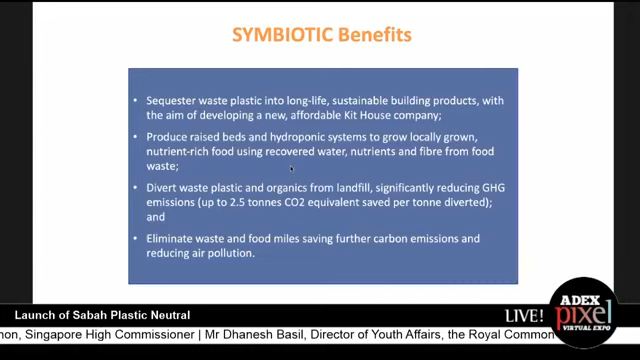 SYMBIOTIC Benefits
• Sequester waste plastic into long-life, sustainable building products, with
the aim of developing a new, affordable Kit House company;
• Produce raised beds and hydroponic systems to grow locally grown,
nutrient-rich food using recovered water, nutrients and fibre from food
waste;
• Divert waste plastic and organics from landfill, significantly reducing GHG
emissions (up to 2.5 tonnes CO2 equivalent saved per tonne diverted);
and
• Eliminate waste and food miles saving further carbon emissions and
reducing air pollution.
Launch of Sabah Plastic Neutral
LIVE!
ADEX
pixel
VIRTUAL EXPO
non, Singapore High Commissioner | Mr Dhanesh Basil, Director of Youth Affairs, the Royal Common